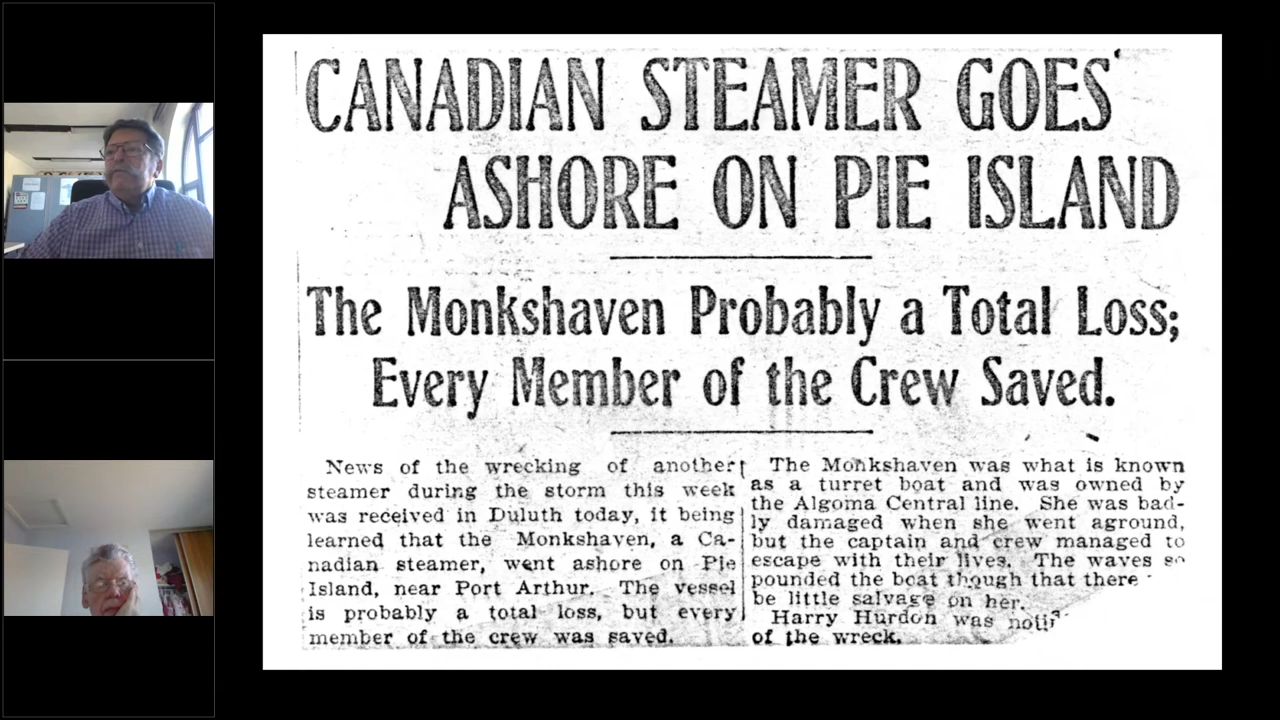 CANADIAN STEAMER GOES
ASHORE ON PIE ISLAND
The Monkshaven Probably a Total Loss;
Every Member of the Crew Saved.
News of the wrecking of another
steamer during the storm this week
was received in Duluth today, it being
learned that the Monkshaven, a Ca-
nadian steamer, went ashore on Pie
Island, near Port Arthur. The vessel
is probably a total loss, but every
member of the crew was saved.
The Monkshaven was what is known
as a turret boat and was owned by
the Algoma Central line. She was bad-
ly damaged when she went aground,
but the captain and crew managed to
escape with their lives. The waves so
pounded the boat though that there
be little salvage on her.
Harry Hurdon was
of the wreck.